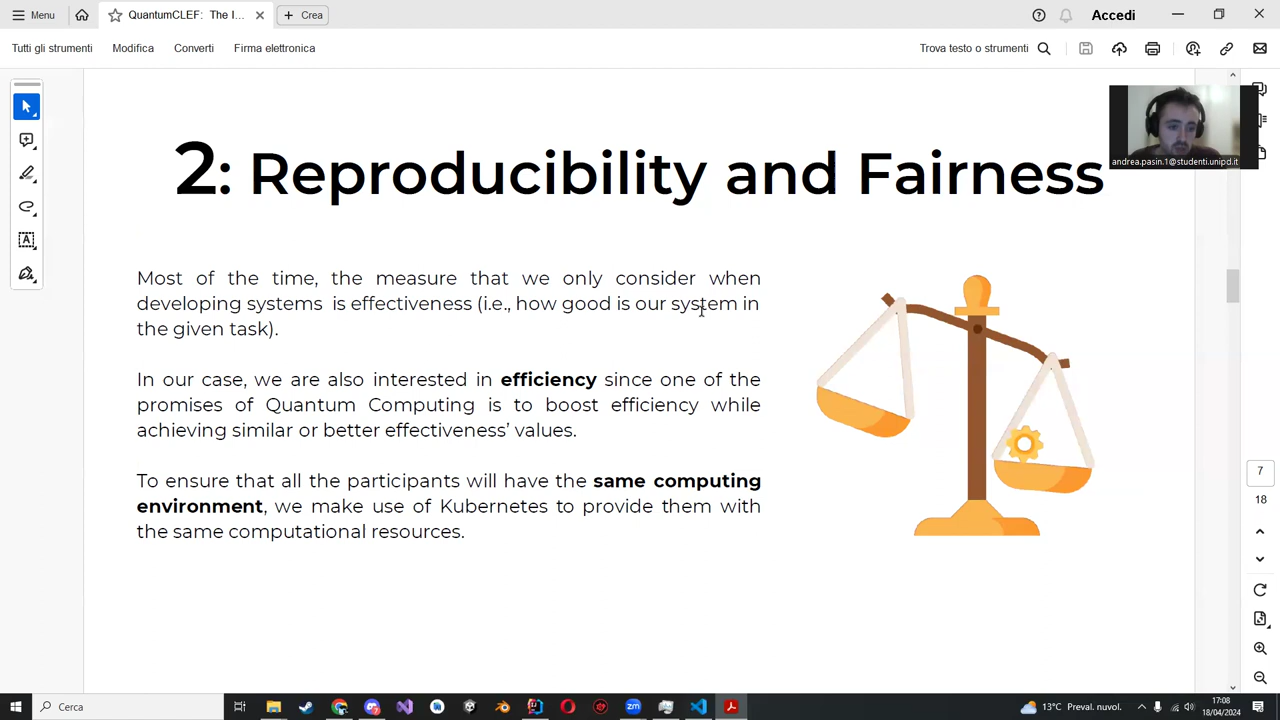 Menu
QuantumCLEF: The I...
Crea
Accedi
Tutti gli strumenti
Modifica
Converti
Firma elettronica
Trova testo o strumenti
andrea.pasin.1@studenti.unipd.it
2: Reproducibility and Fairness
Most of the time, the measure that we only consider when
developing systems is effectiveness (i.e., how good is our system in
the given task).
In our case, we are also interested in efficiency since one of the
promises of Quantum Computing is to boost efficiency while
achieving similar or better effectiveness’ values.
To ensure that all the participants will have the same computing
environment, we make use of Kubernetes to provide them with
the same computational resources.
7
18
Cerca
13°C Preval. nuvol.
17:08
18/04/2024